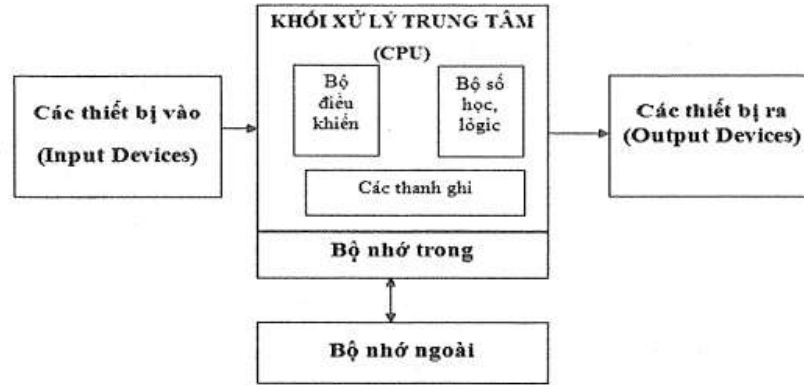 KHỐI XỬ LÝ TRUNG TÂM
(CPU)
Các thiết bị vào
(Input Devices)
Bộ
điều
khiển
Bộ số
học,
lôgic
Các thanh ghi
Bộ nhớ trong
Các thiết bị ra
(Output Devices)
Bộ nhớ ngoài